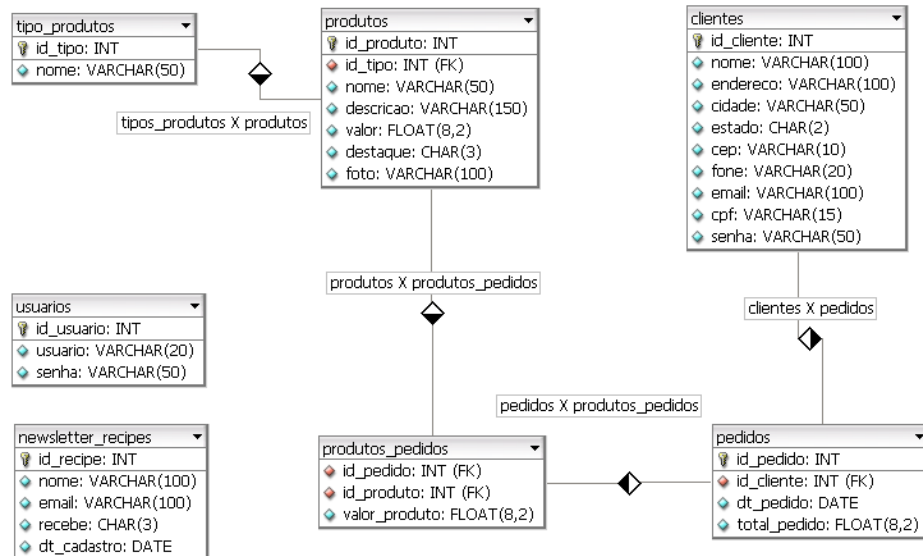 tipo_produtos
id_tipo: INT
nome: VARCHAR(50)
tipos_produtos X produtos
produtos
id_produto: INT
id_tipo: INT (FK)
nome: VARCHAR(50)
descricao: VARCHAR(150)
valor: FLOAT(8,2)
destaque: CHAR(3)
foto: VARCHAR(100)
clientes
id_cliente: INT
nome: VARCHAR(100)
endereco: VARCHAR(100)
cidade: VARCHAR(50)
estado: CHAR(2)
cep: VARCHAR(10)
fone: VARCHAR(20)
email: VARCHAR(100)
cpf: VARCHAR(15)
senha: VARCHAR(50)
produtos X produtos_pedidos
clientes X pedidos
usuarios
id_usuario: INT
usuario: VARCHAR(20)
senha: VARCHAR(50)
pedidos X produtos_pedidos
newsletter_recipes
id_recipe: INT
nome: VARCHAR(100)
email: VARCHAR(100)
recebe: CHAR(3)
dt_cadastro: DATE
produtos_pedidos
id_pedido: INT (FK)
id_produto: INT (FK)
valor_produto: FLOAT(8,2)
pedidos
id_pedido: INT
id_cliente: INT (FK)
dt_pedido: DATE
total_pedido: FLOAT(8,2)